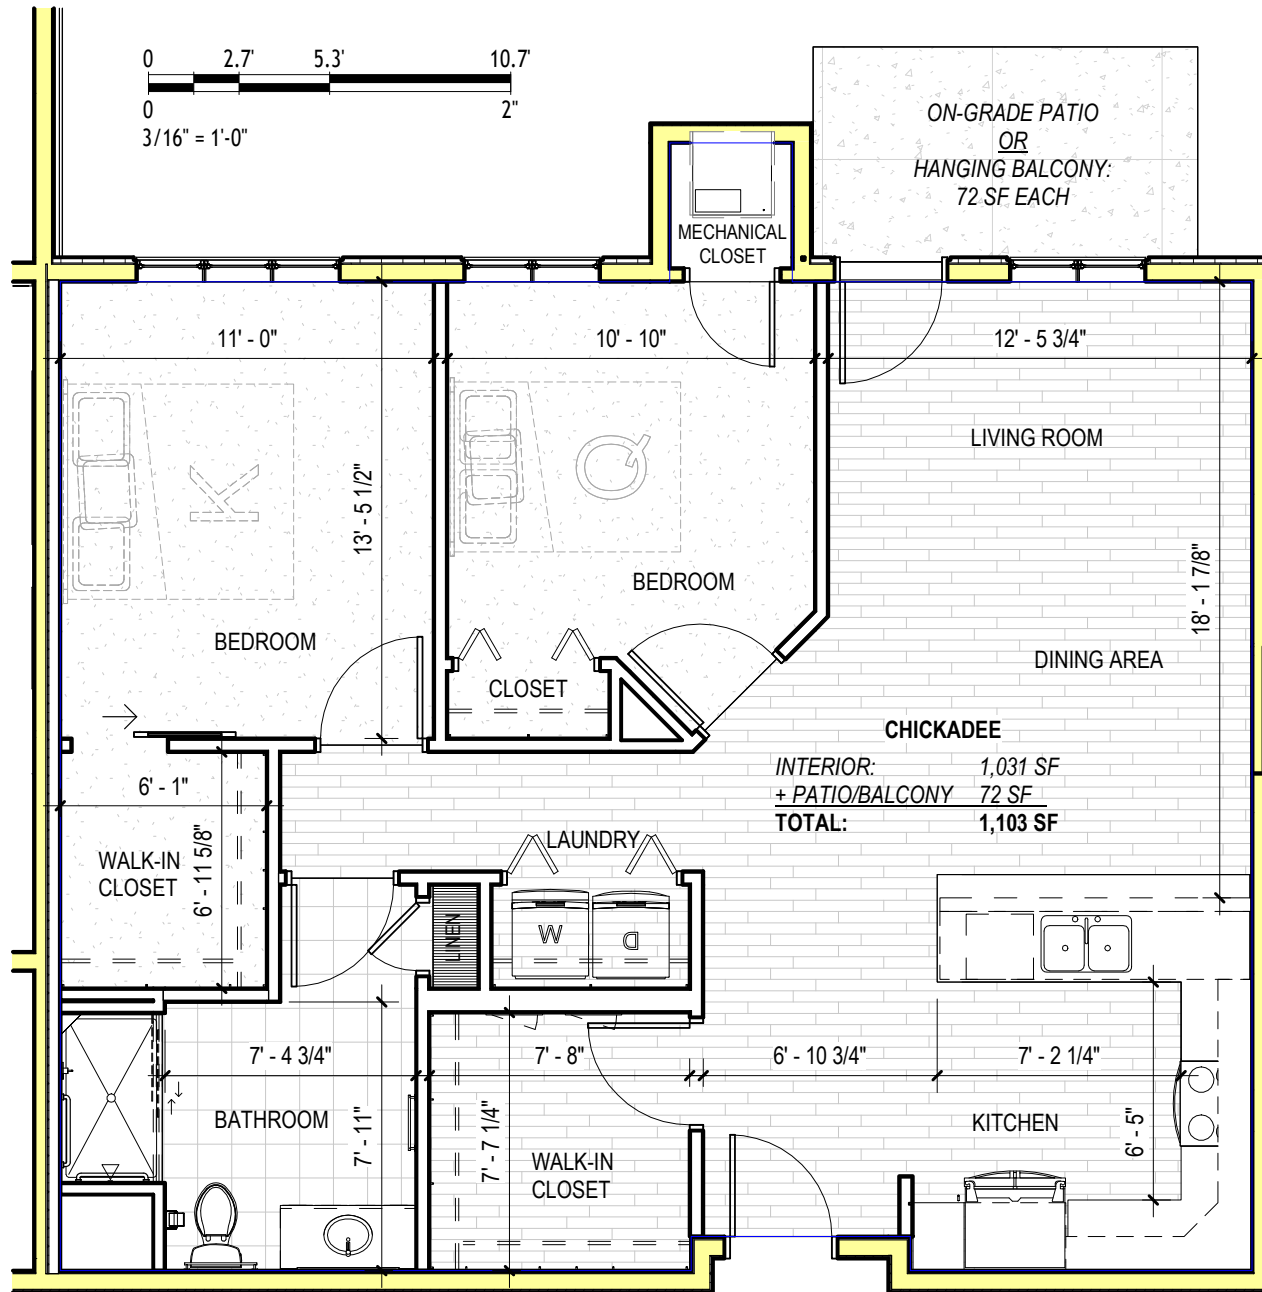 0 2.7' 5.3' 10.7'
0 2"
3/16" = 1'-0"
ON-GRADE PATIO
OR
HANGING BALCONY:
72 SF EACH
MECHANICAL
CLOSET
11' - 0"
10' - 10"
12' - 5 3/4"
LIVING ROOM
K
Q
13' - 5 1/2"
BEDROOM
18' - 1 7/8"
BEDROOM
DINING AREA
CLOSET
CHICKADEE
INTERIOR: 1,031 SF
+ PATIO/BALCONY 72 SF
TOTAL: 1,103 SF
6' - 1"
LAUNDRY
WALK-IN
CLOSET
6' - 11 5/8"
LINEN
W
D
7' - 4 3/4"
7' - 8"
6' - 10 3/4"
7' - 2 1/4"
BATHROOM
7' - 11"
7' - 7 1/4"
KITCHEN
6' - 5"
WALK-IN
CLOSET